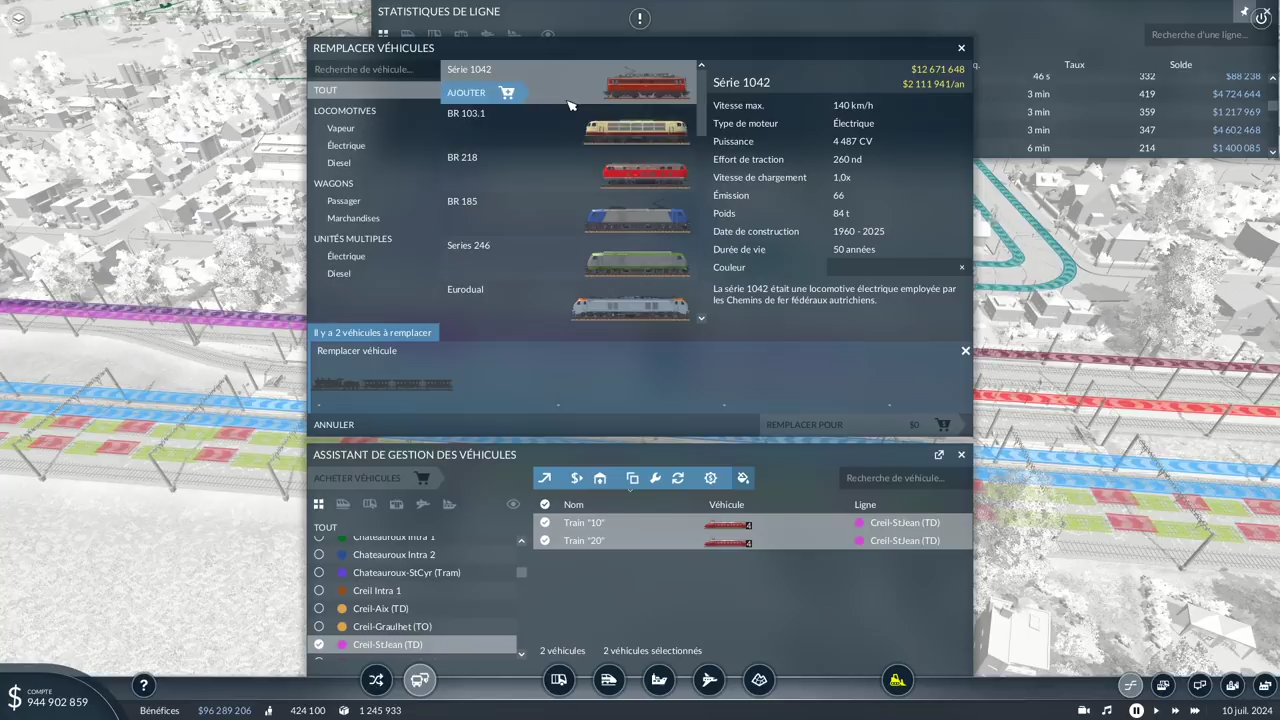 STATISTIQUES DE LIGNE
Recherche d'une ligne...
Taux Solde
46 s 332 $88 238
3 min 419 $4 724 644
3 min 359 $1 217 969
3 min 347 $4 602 468
6 min 214 $1 400 085
REMPLACER VÉHICULES
Recherche de véhicule...
TOUT
LOCOMOTIVES
Vapeur
Électrique
Diesel
WAGONS
Passager
Marchandises
UNITÉS MULTIPLES
Électrique
Diesel
Série 1042
AJOUTER
BR 103.1
BR 218
BR 185
Series 246
Eurodual
$12 671 648
Série 1042 $2 111 941/an
Vitesse max. 140 km/h
Type de moteur Électrique
Puissance 4 487 CV
Effort de traction 260 nd
Vitesse de chargement 1,0x
Émission 66
Poids 84 t
Date de construction 1960 - 2025
Durée de vie 50 années
Couleur
La série 1042 était une locomotive électrique employée par
les Chemins de fer fédéraux autrichiens.
Il y a 2 véhicules à remplacer
Remplacer véhicule
ANNULER
REMPLACER POUR $0
ASSISTANT DE GESTION DES VÉHICULES
ACHETER VÉHICULES
Recherche de véhicule...
TOUT
Chateauroux Intra 1
Chateauroux Intra 2
Chateauroux-StCyr (Tram)
Creil Intra 1
Creil-Aix (TD)
Creil-Graulhet (TO)
Creil-StJean (TD)
Nom Véhicule Ligne
Train "10" 4 Creil-StJean (TD)
Train "20" 4 Creil-StJean (TD)
2 véhicules 2 véhicules sélectionnés
COMPTE
$ 944 902 859
Bénéfices $96 289 206 424 100 1 245 933
10 juil. 2024